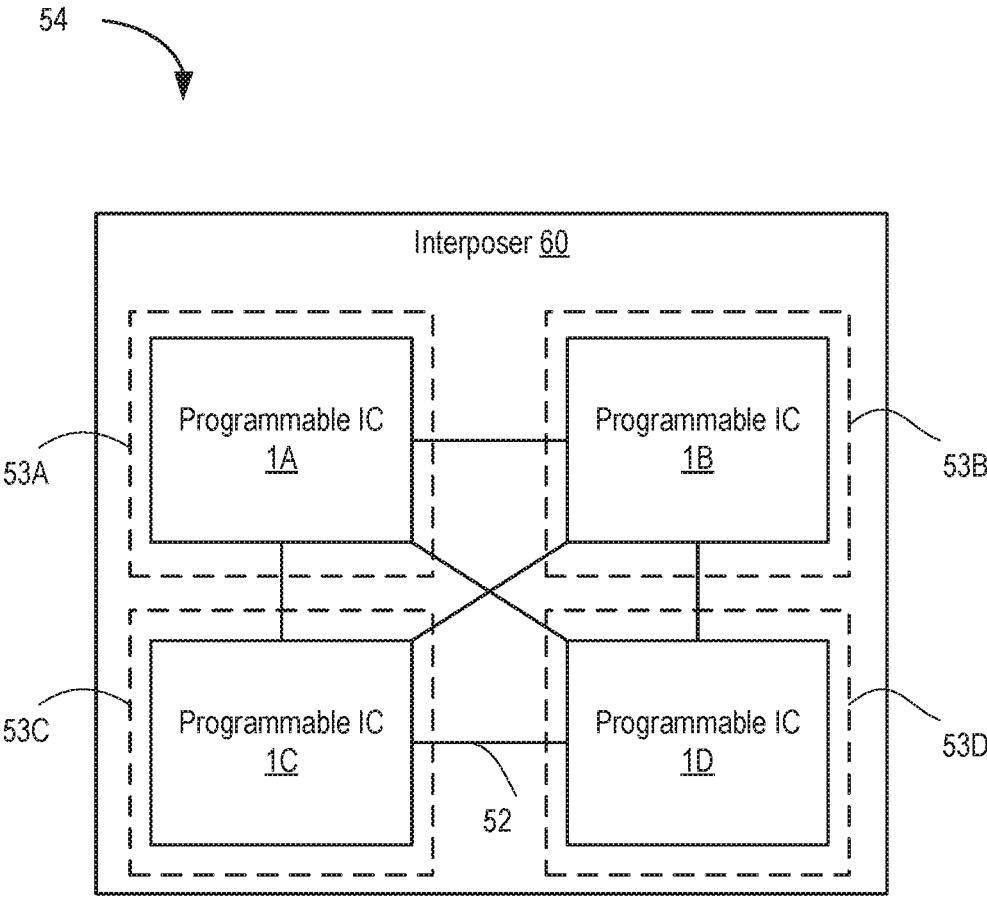 54
Interposer 60
Programmable IC
1A
Programmable IC
1B
53A
53B
Programmable IC
1C
Programmable IC
1D
53C
53D
52